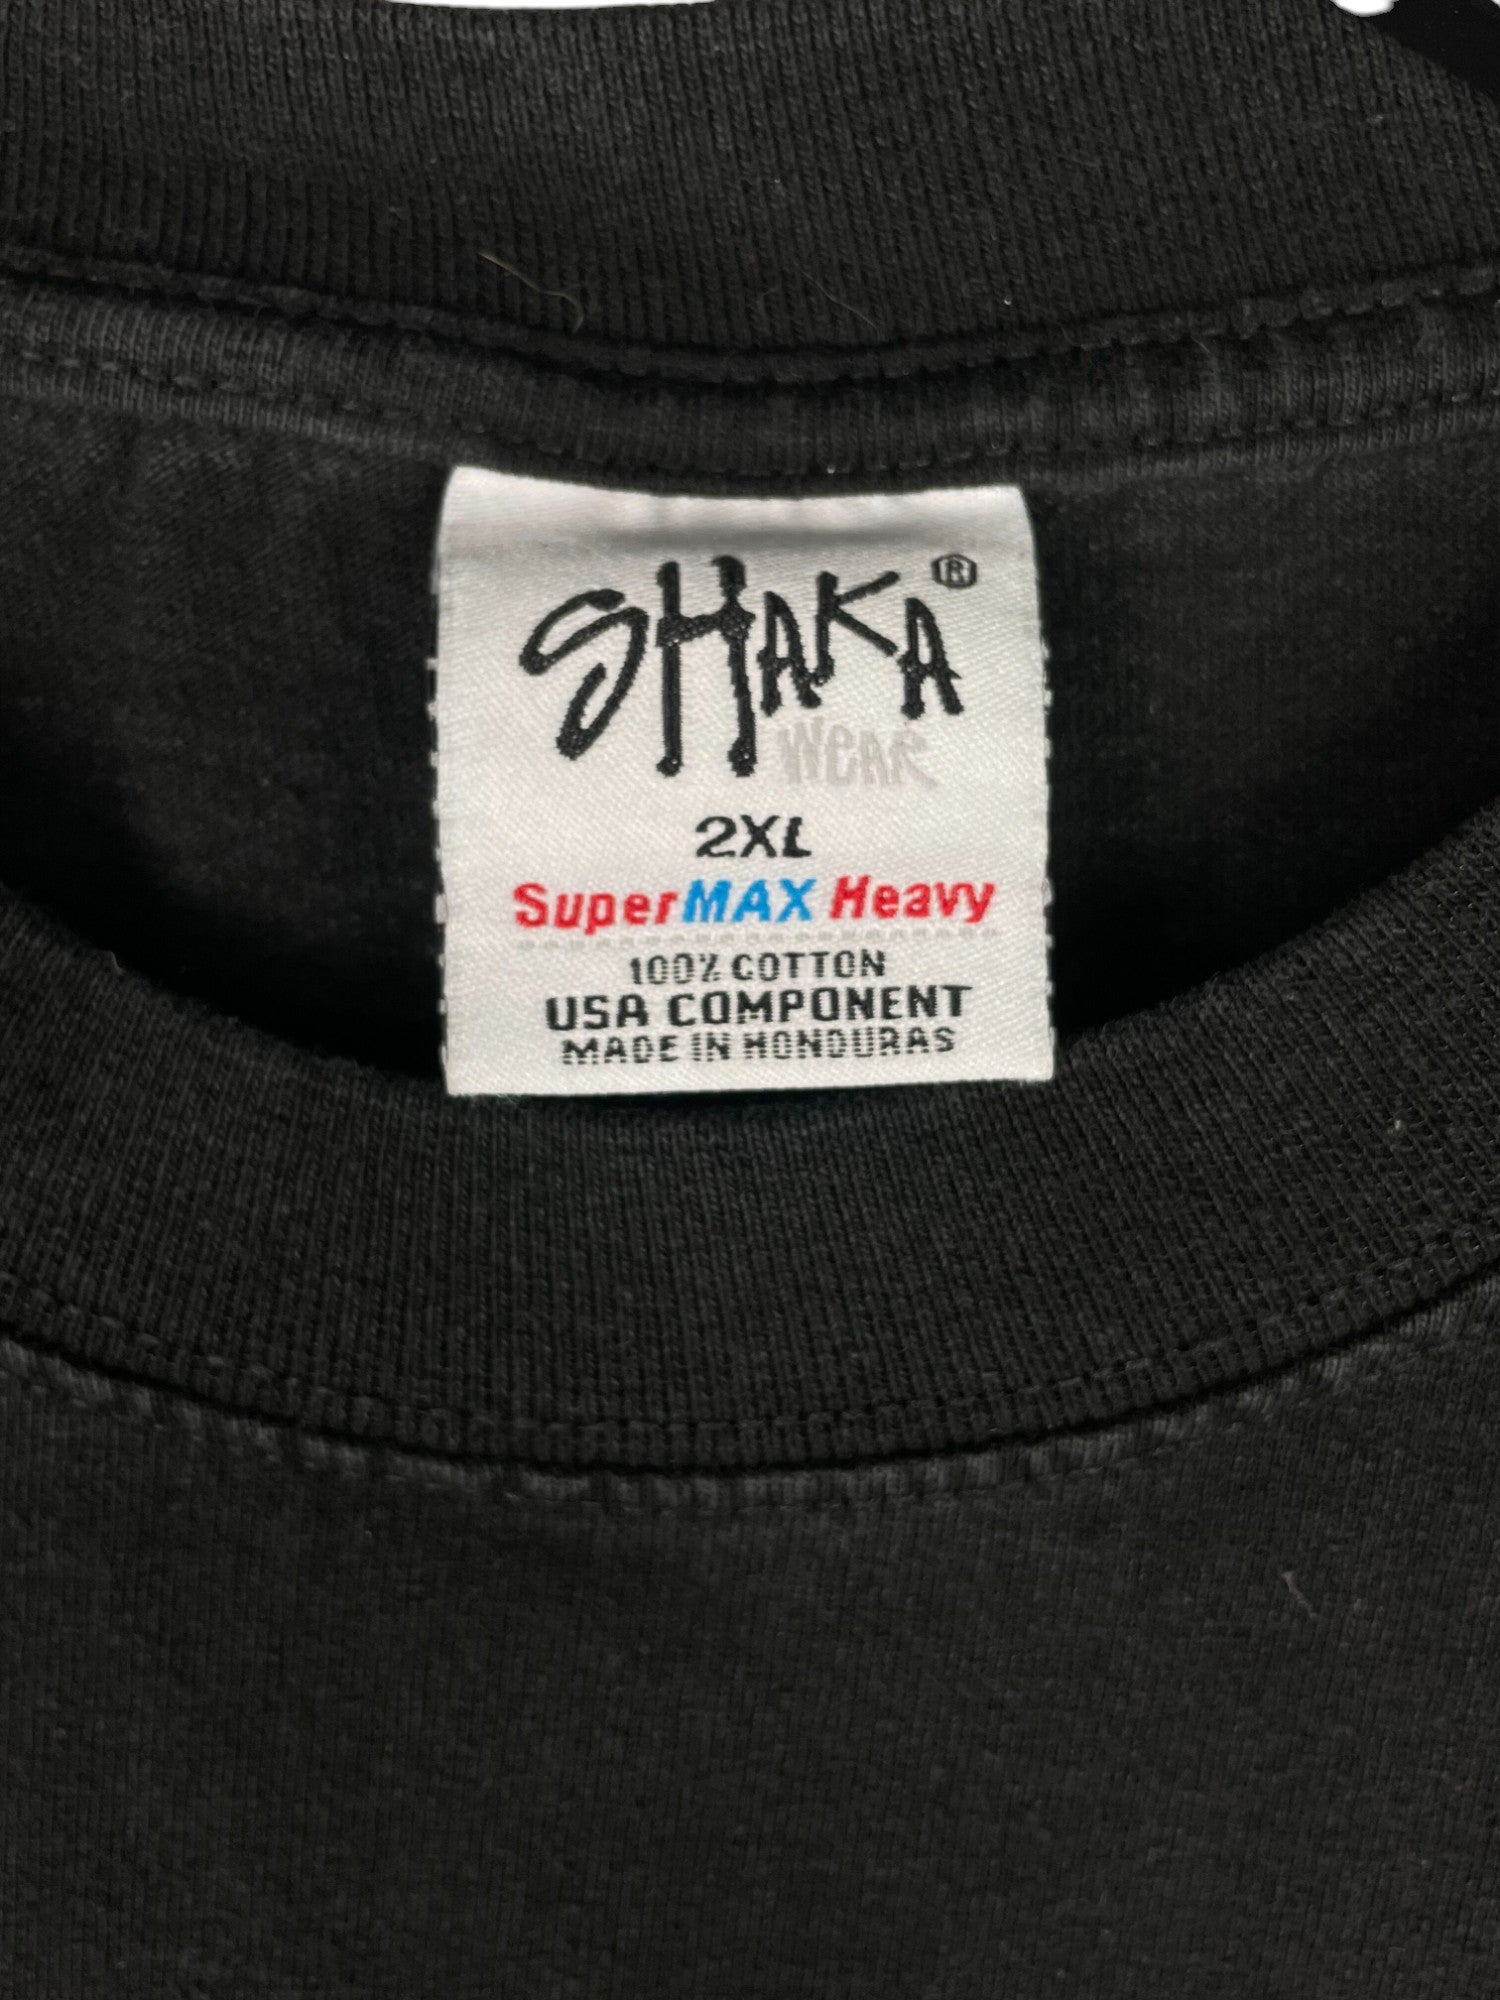 SHAKA®
WEAR
2XL
SuperMAX Heavy
100% COTTON
USA COMPONENT
MADE IN HONDURAS